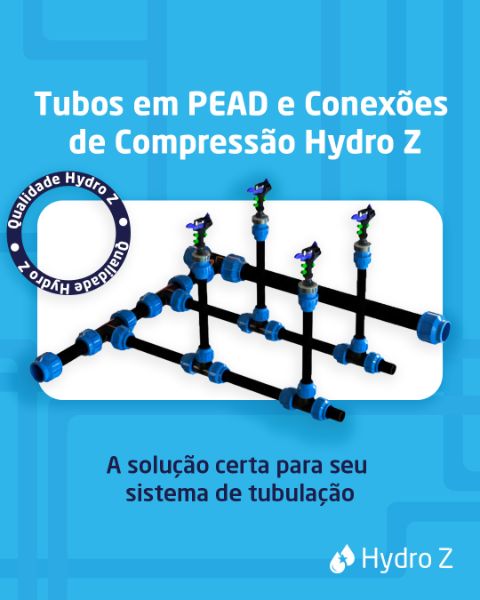 Tubos em PEAD e Conexões
de Compressão Hydro Z
Qualidade Hydro Z
Qualidade Hydro Z
A solução certa para seu
sistema de tubulação
Hydro Z